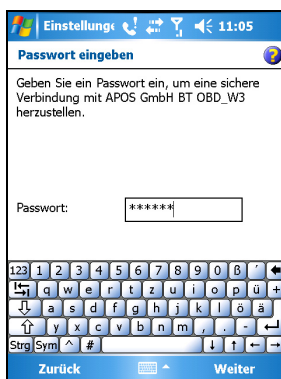 Einstellunge 11:05
Passwort eingeben
Geben Sie ein Passwort ein, um eine sichere
Verbindung mit APOS GmbH BT OBD_W3
herzustellen.
Passwort: ******
123 1 2 3 4 5 6 7 8 9 0 ß ´
q w e r t z u i o p ü +
a s d f g h j k l ö ä
y x c v b n m , . -
Strg Sym ^ #
Zurück Weiter